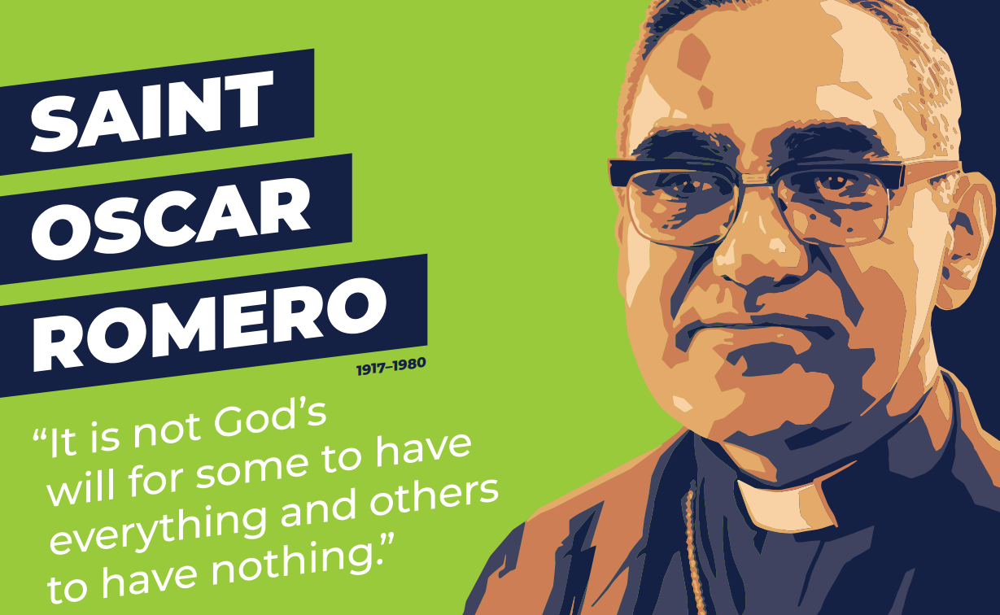 SAINT
OSCAR
ROMERO
1917–1980
“It is not God’s
will for some to have
everything and others
to have nothing.”